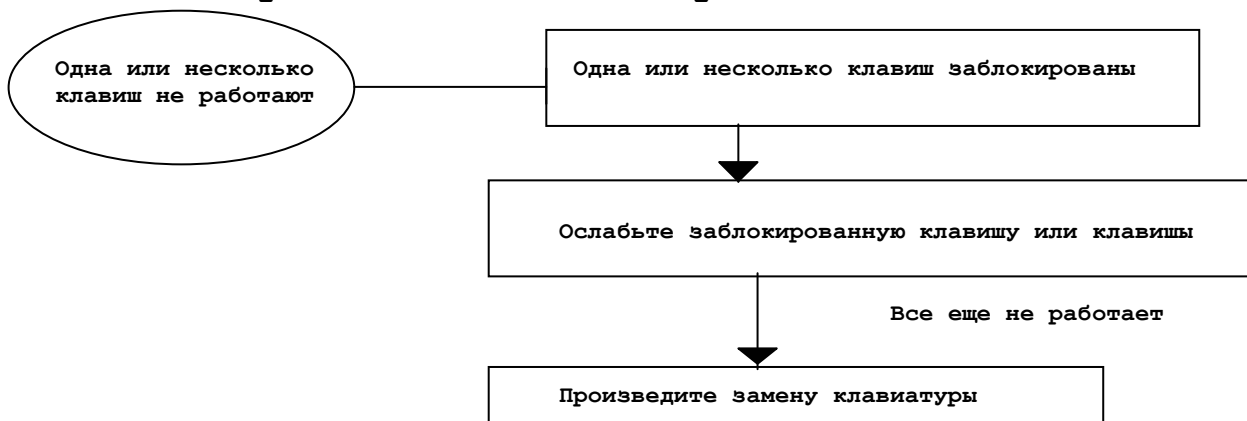 Одна или несколько
клавиш не работают
Одна или несколько клавиш заблокированы
Ослабьте заблокированную клавишу или клавишы
Все еще не работает
Произведите замену клавиатуры